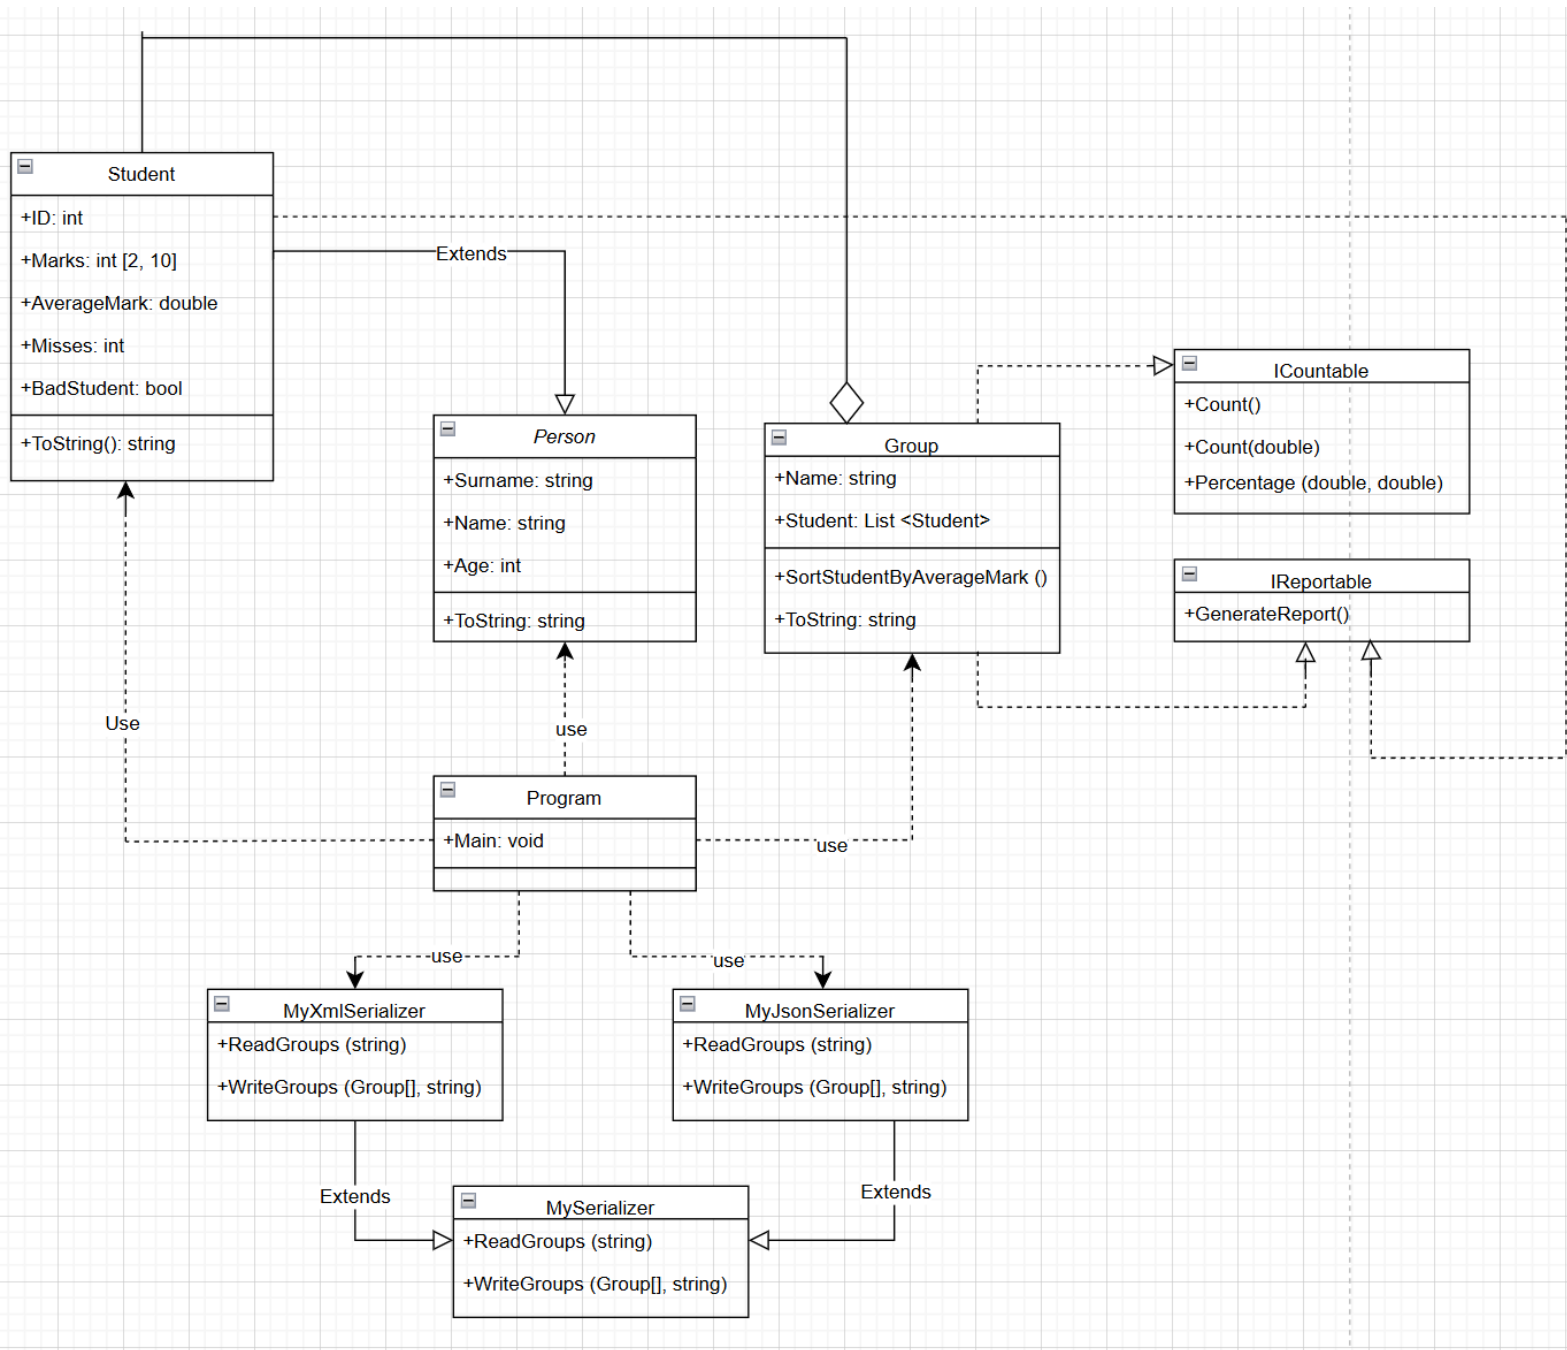 Student
+ID: int
+Marks: int [2, 10]
+AverageMark: double
+Misses: int
+BadStudent: bool
+ToString(): string
Extends
Person
+Surname: string
+Name: string
+Age: int
+ToString: string
Group
+Name: string
+Student: List <Student>
+SortStudentByAverageMark ()
+ToString: string
ICountable
+Count()
+Count(double)
+Percentage (double, double)
IReportable
+GenerateReport()
Use
use
Program
+Main: void
use
use
use
MyXmlSerializer
+ReadGroups (string)
+WriteGroups (Group[], string)
MyJsonSerializer
+ReadGroups (string)
+WriteGroups (Group[], string)
Extends
Extends
MySerializer
+ReadGroups (string)
+WriteGroups (Group[], string)